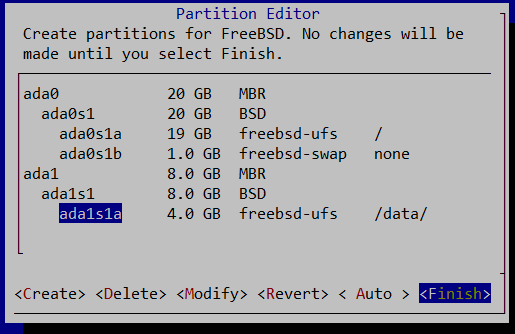 Partition Editor
Create partitions for FreeBSD. No changes will be
made until you select Finish.
ada0 20 GB MBR
ada0s1 20 GB BSD
ada0s1a 19 GB freebsd-ufs /
ada0s1b 1.0 GB freebsd-swap none
ada1 8.0 GB MBR
ada1s1 8.0 GB BSD
ada1s1a 4.0 GB freebsd-ufs /data/
<Create> <Delete> <Modify> <Revert> < Auto > <Finish>